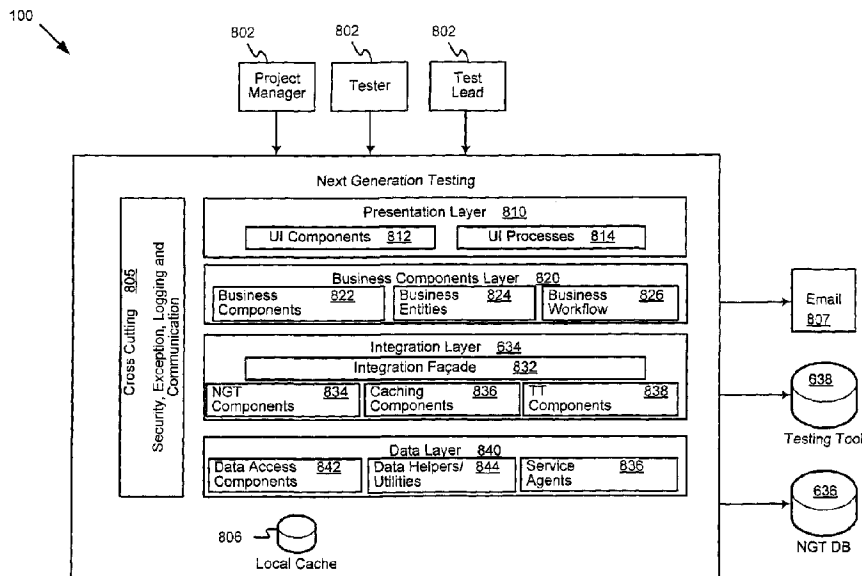 100
802
802
802
Project
Manager
Tester
Test
Lead
Next Generation Testing
Cross Cutting 805
Security, Exception, Logging and
Communication
Presentation Layer 810
UI Components 812
UI Processes 814
Business Components Layer 820
Business
Components 822
Business
Entities 824
Business
Workflow 826
Integration Layer 634
Integration Façade 832
NGT
Components 834
Caching
Components 836
TT
Components 838
Data Layer 840
Data Access
Components 842
Data Helpers/
Utilities 844
Service
Agents 836
806
Local Cache
Email
807
638
Testing Tool
636
NGT DB